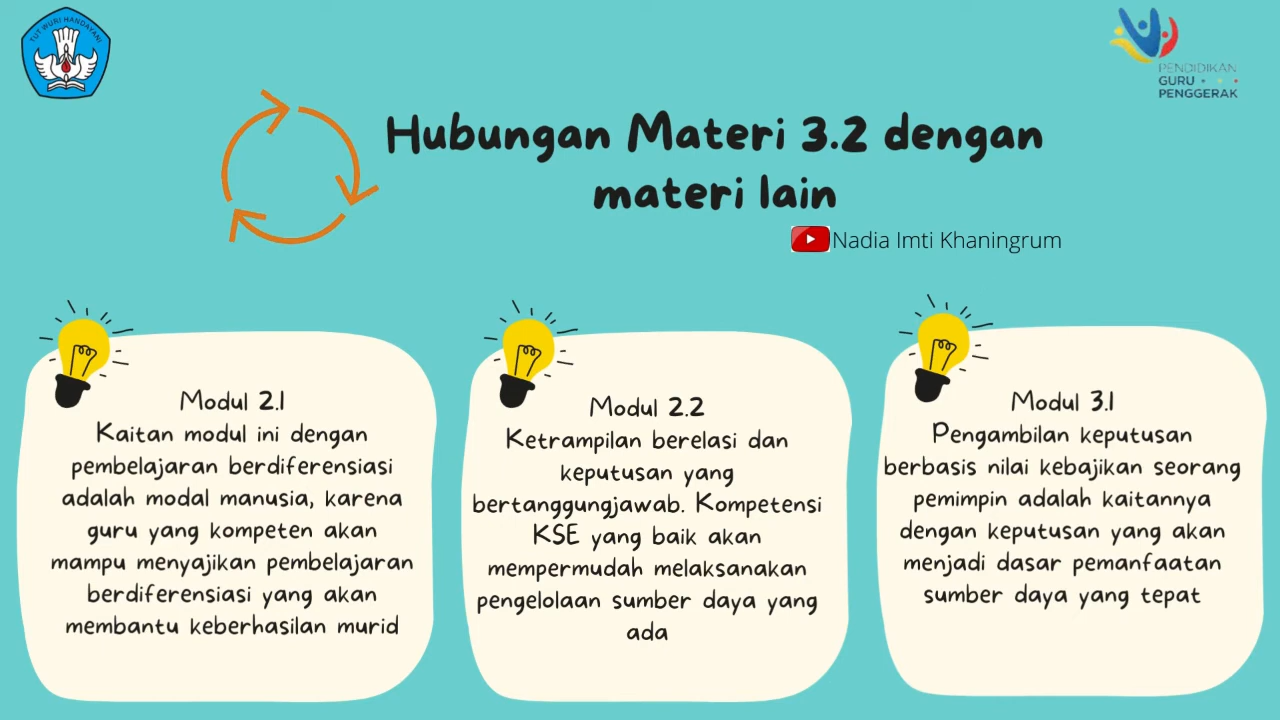 TUT WURI HANDAYANI
PENDIDIKAN
GURU
PENGGERAK
Hubungan Materi 3.2 dengan
materi lain
Nadia Imti Khaningrum
Modul 2.1
Kaitan modul ini dengan
pembelajaran berdiferensiasi
adalah modal manusia, karena
guru yang kompeten akan
mampu menyajikan pembelajaran
berdiferensiasi yang akan
membantu keberhasilan murid
Modul 2.2
Ketrampilan berelasi dan
keputusan yang
bertanggungjawab. Kompetensi
KSE yang baik akan
mempermudah melaksanakan
pengelolaan sumber daya yang
ada
Modul 3.1
Pengambilan keputusan
berbasis nilai kebajikan seorang
pemimpin adalah kaitannya
dengan keputusan yang akan
menjadi dasar pemanfaatan
sumber daya yang tepat